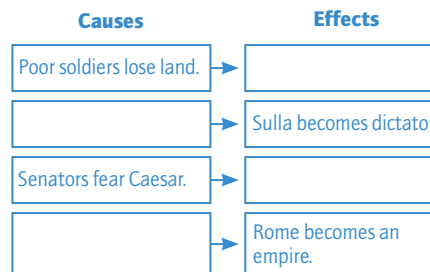 Causes Effects
Poor soldiers lose land.
Sulla becomes dictato
Senators fear Caesar.
Rome becomes an
empire.